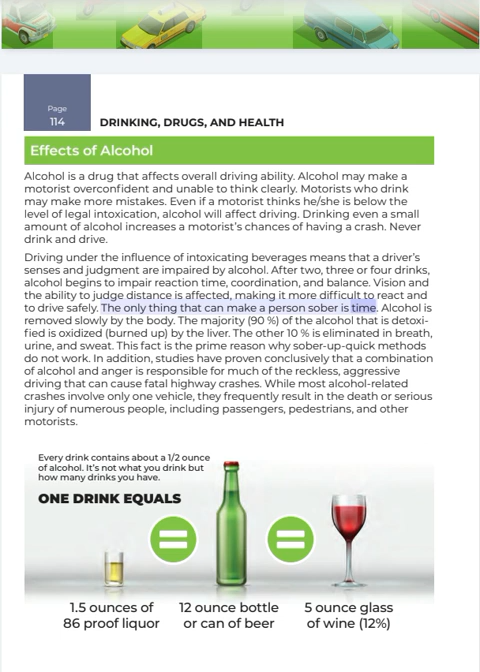 Page
114
DRINKING, DRUGS, AND HEALTH
Effects of Alcohol
Alcohol is a drug that affects overall driving ability. Alcohol may make a
motorist overconfident and unable to think clearly. Motorists who drink
may make more mistakes. Even if a motorist thinks he/she is below the
level of legal intoxication, alcohol will affect driving. Drinking even a small
amount of alcohol increases a motorist's chances of having a crash. Never
drink and drive.
Driving under the influence of intoxicating beverages means that a driver's
senses and judgment are impaired by alcohol. After two, three or four drinks,
alcohol begins to impair reaction time, coordination, and balance. Vision and
the ability to judge distance is affected, making it more difficult to react and
to drive safely. The only thing that can make a person sober is time. Alcohol is
removed slowly by the body. The majority (90 %) of the alcohol that is detoxi-
fied is oxidized (burned up) by the liver. The other 10 % is eliminated in breath,
urine, and sweat. This fact is the prime reason why sober-up-quick methods
do not work. In addition, studies have proven conclusively that a combination
of alcohol and anger is responsible for much of the reckless, aggressive
driving that can cause fatal highway crashes. While most alcohol-related
crashes involve only one vehicle, they frequently result in the death or serious
injury of numerous people, including passengers, pedestrians, and other
motorists.
Every drink contains about a 1/2 ounce
of alcohol. It's not what you drink but
how many drinks you have.
ONE DRINK EQUALS
1.5 ounces of
86 proof liquor
12 ounce bottle
or can of beer
5 ounce glass
of wine (12%)